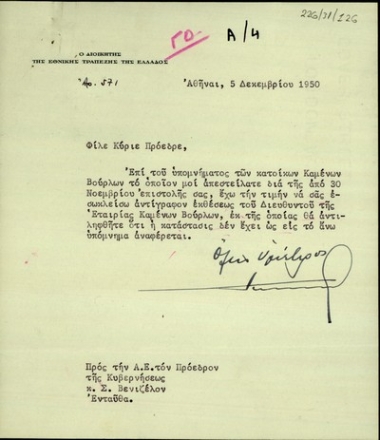 226/31/126
Γο. Α/4
Ο ΔΙΟΙΚΗΤΗΣ
ΤΗΣ ΕΘΝΙΚΗΣ ΤΡΑΠΕΖΗΣ ΤΗΣ ΕΛΛΑΔΟΣ
571
Ἀθῆναι, 5 Δεκεμβρίου 1950
Φίλε Κύριε Πρόεδρε,
Ἐπί τοῦ ὑπομνήματος τῶν κατοίκων Καμένων
Βούρλων τό ὁποῖον μοί ἀπεστείλατε διά τῆς ἀπό 30
Νοεμβρίου ἐπιστολῆς σας, ἔχω τήν τιμήν νά σᾶς ἐ-
σωκλείσω ἀντίγραφον ἐκθέσεως τοῦ Διευθυντοῦ τῆς
Ἑταιρίας Καμένων Βούρλων, ἐκ τῆς ὁποίας θά ἀντι-
ληφθῆτε ὅτι ἡ κατάστασις δέν ἔχει ὡς εἰς τό ἄνω
ὑπόμνημα ἀναφέρεται.
Πρός τήν Α.Ε.τόν Πρόεδρον
τῆς Κυβερνήσεως
κ. Σ. Βενιζέλον
Ἐνταῦθα.